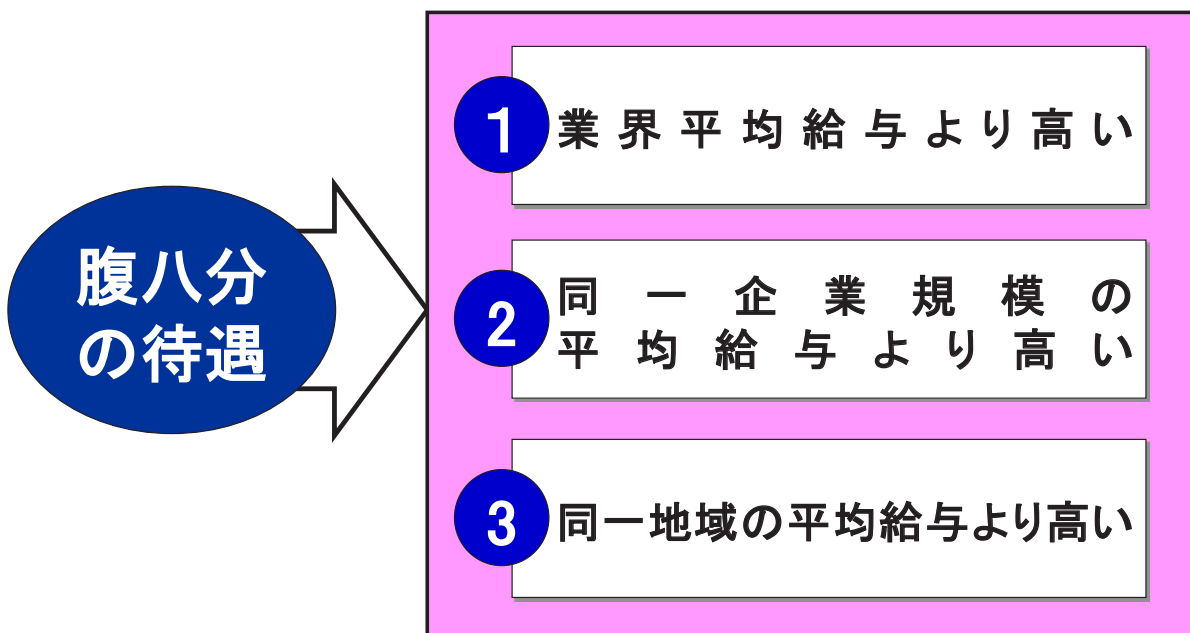 腹八分
の待遇
1
業界平均給与より高い
2
同一企業規模の
平均給与より高い
3
同一地域の平均給与より高い